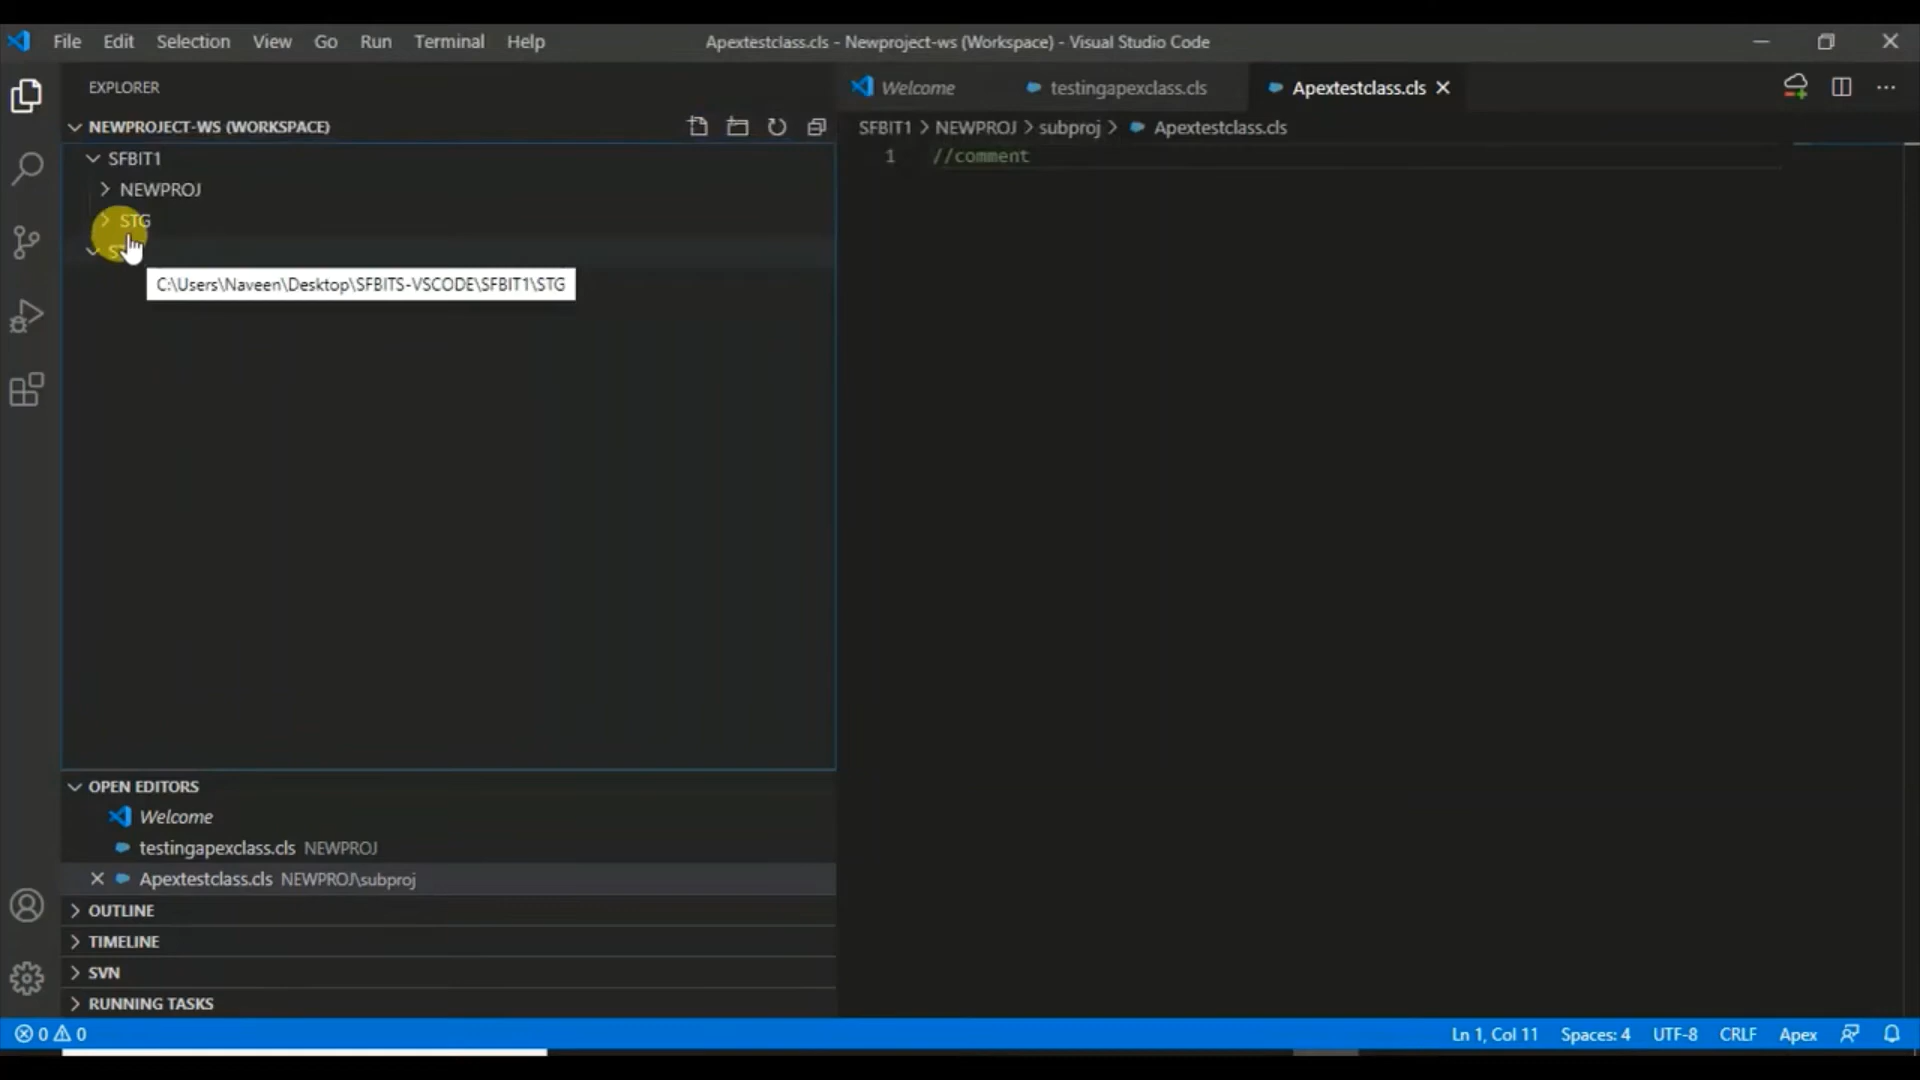 File Edit Selection View Go Run Terminal Help
Apextestclass.cls - Newproject-ws (Workspace) - Visual Studio Code
EXPLORER
NEWPROJECT-WS (WORKSPACE)
SFBIT1
NEWPROJ
STG
C:\Users\Naveen\Desktop\SFBITS-VSCODE\SFBIT1\STG
Welcome testingapexclass.cls Apextestclass.cls
SFBIT1 > NEWPROJ > subproj > Apextestclass.cls
1 //comment
OPEN EDITORS
Welcome
testingapexclass.cls NEWPROJ
Apextestclass.cls NEWPROJ\subproj
OUTLINE
TIMELINE
SVN
RUNNING TASKS
0 0 Ln 1, Col 11 Spaces: 4 UTF-8 CRLF Apex